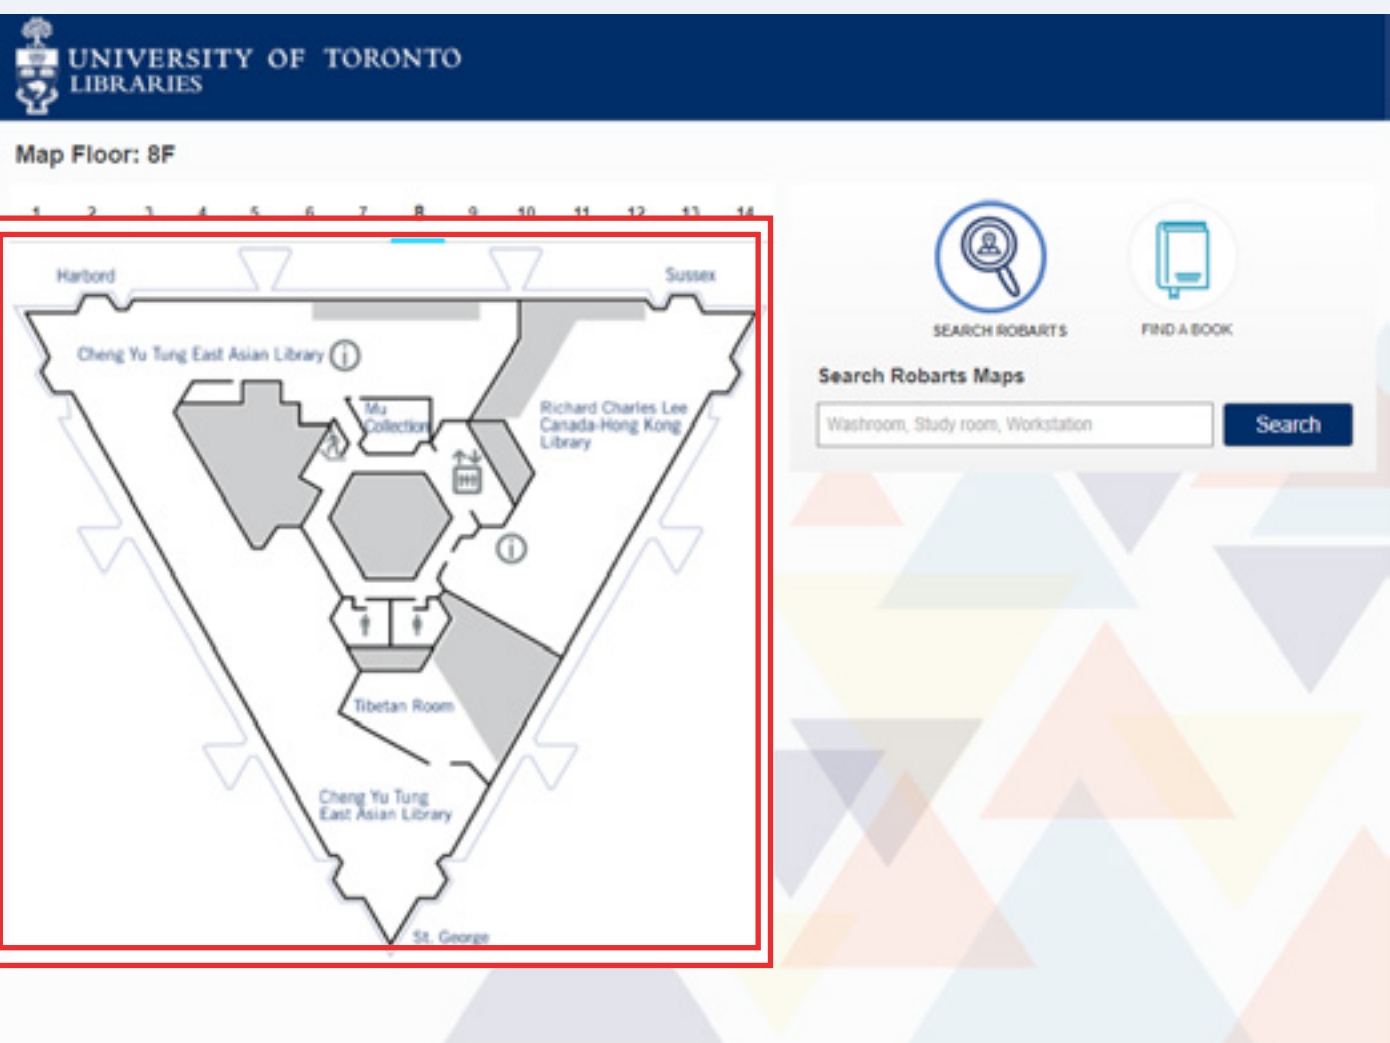 UNIVERSITY OF TORONTO
LIBRARIES
Map Floor: 8F
1 2 3 4 5 6 7 8 9 10 11 12 13 14
Harbord
Sussex
Cheng Yu Tung East Asian Library
Mu
Collection
Richard Charles Lee
Canada-Hong Kong
Library
Tibetan Room
Cheng Yu Tung
East Asian Library
St. George
SEARCH ROBARTS
FIND A BOOK
Search Robarts Maps
Washroom, Study room, Workstation
Search